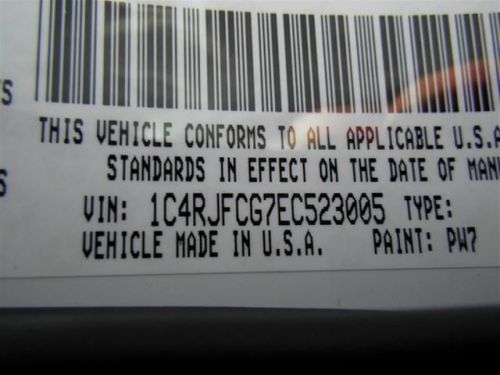 THIS VEHICLE CONFORMS TO ALL APPLICABLE U.S.A
STANDARDS IN EFFECT ON THE DATE OF MAN
VIN: 1C4RJFCG7EC523005 TYPE:
VEHICLE MADE IN U.S.A. PAINT: PW7